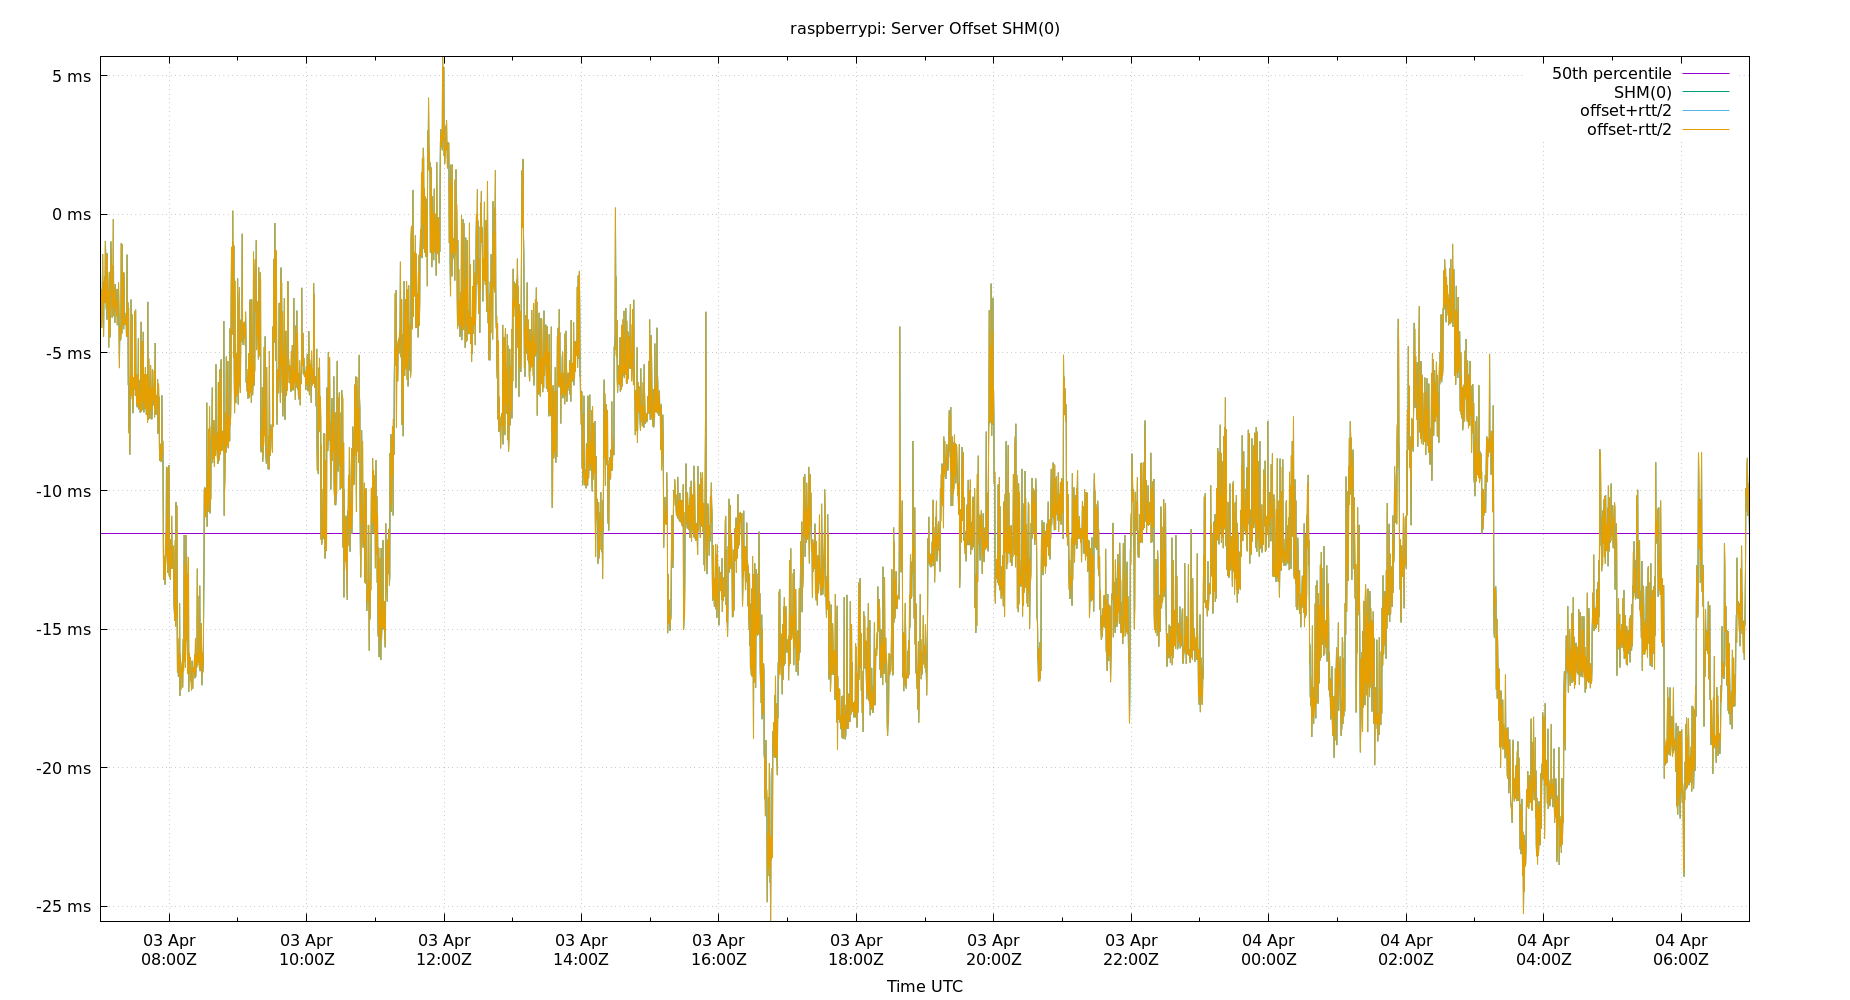 raspberrypi: Server Offset SHM(0)
50th percentile
SHM(0)
offset+rtt/2
offset-rtt/2
5 ms
0 ms
-5 ms
-10 ms
-15 ms
-20 ms
-25 ms
03 Apr 03 Apr 03 Apr 03 Apr 03 Apr 03 Apr 03 Apr 03 Apr 04 Apr 04 Apr 04 Apr 04 Apr
08:00Z 10:00Z 12:00Z 14:00Z 16:00Z 18:00Z 20:00Z 22:00Z 00:00Z 02:00Z 04:00Z 06:00Z
Time UTC